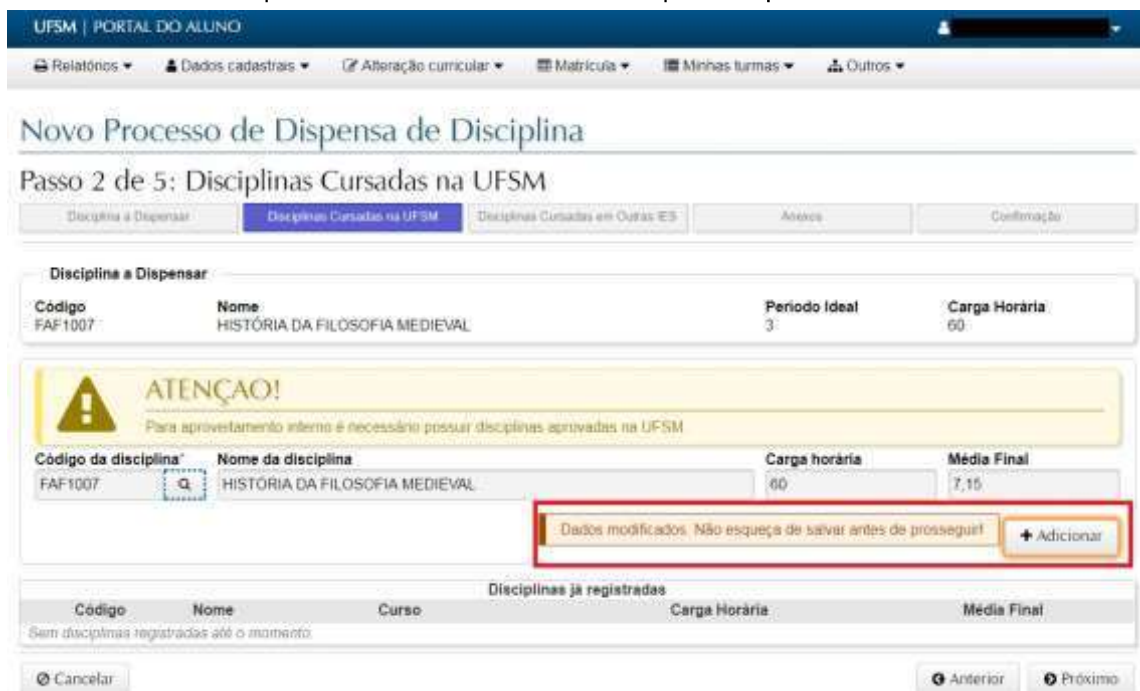 UFSM | PORTAL DO ALUNO
Relatórios Dados cadastrais Alteração curricular Matrícula Minhas turmas Outros
Novo Processo de Dispensa de Disciplina
Passo 2 de 5: Disciplinas Cursadas na UFSM
Disciplina a Dispensar Disciplinas Cursadas na UFSM Disciplinas Cursadas em Outras IES Anexos Confirmação
Disciplina a Dispensar
Código Nome Período Ideal Carga Horária
FAF1007 HISTÓRIA DA FILOSOFIA MEDIEVAL 3 60
ATENÇAO!
Para aproveitamento interno é necessário possuir disciplinas aprovadas na UFSM
Código da disciplina* Nome da disciplina Carga horária Média Final
FAF1007 HISTÓRIA DA FILOSOFIA MEDIEVAL 60 7,15
Dados modificados. Não esqueça de salvar antes de prosseguir! + Adicionar
Disciplinas já registradas
Código Nome Curso Carga Horária Média Final
Sem disciplinas registradas até o momento.
Cancelar Anterior Próximo